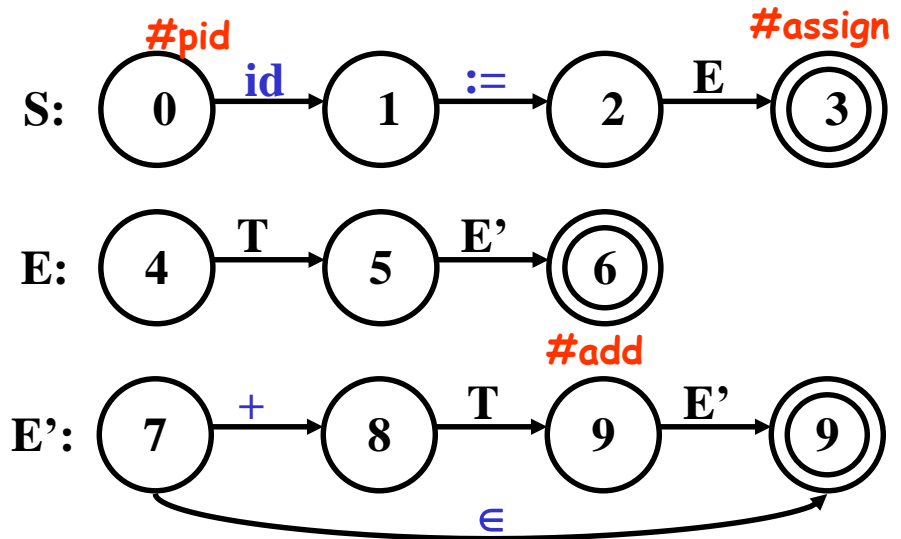 #pid #assign
S: 0 id 1 := 2 E 3
E: 4 T 5 E’ 6
#add
E’: 7 + 8 T 9 E’ 9
∈